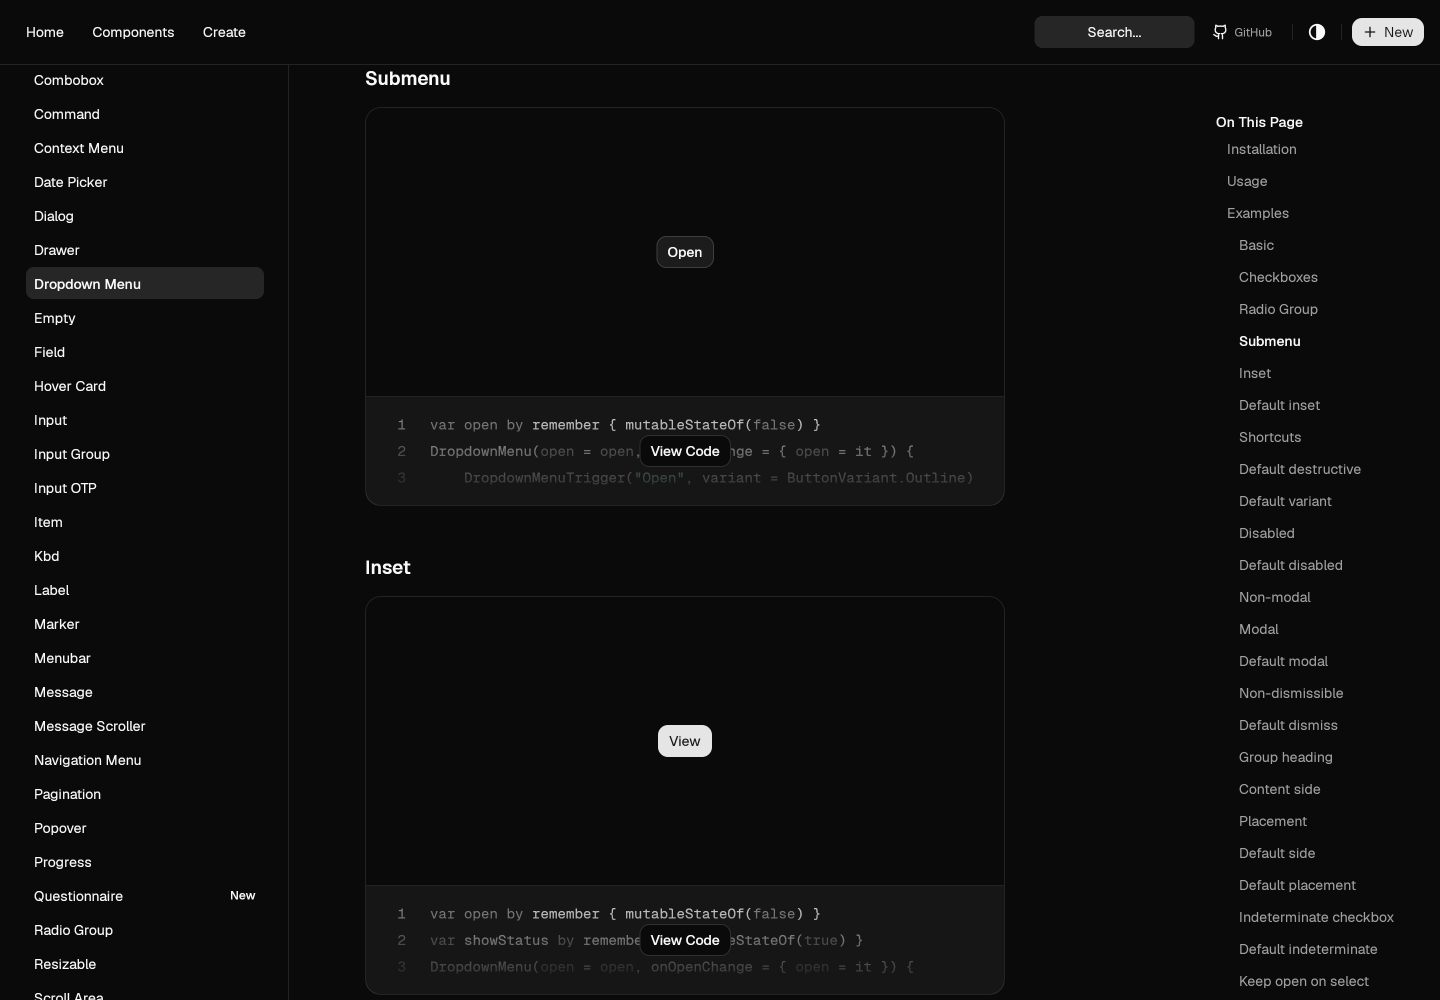 Home
Components
Create
Search...
GitHub
New
Combobox
Command
Context Menu
Date Picker
Dialog
Drawer
Dropdown Menu
Empty
Field
Hover Card
Input
Input Group
Input OTP
Item
Kbd
Label
Marker
Menubar
Message
Message Scroller
Navigation Menu
Pagination
Popover
Progress
Questionnaire New
Radio Group
Resizable
Scroll Area
Submenu
Open
1 var open by remember { mutableStateOf(false) }
2 DropdownMenu(open = open, nge = { open = it }) {
View Code
3 DropdownMenuTrigger("Open", variant = ButtonVariant.Outline)
Inset
View
1 var open by remember { mutableStateOf(false) }
2 var showStatus by remembe eStateOf(true) }
View Code
3 DropdownMenu(open = open, onOpenChange = { open = it }) {
On This Page
Installation
Usage
Examples
Basic
Checkboxes
Radio Group
Submenu
Inset
Default inset
Shortcuts
Default destructive
Default variant
Disabled
Default disabled
Non-modal
Modal
Default modal
Non-dismissible
Default dismiss
Group heading
Content side
Placement
Default side
Default placement
Indeterminate checkbox
Default indeterminate
Keep open on select